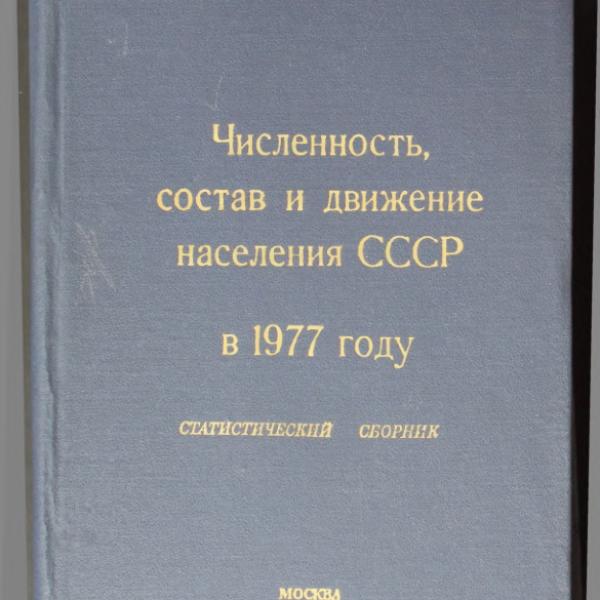 Численность,
состав и движение
населения СССР
в 1977 году
СТАТИСТИЧЕСКИЙ СБОРНИК
МОСКВА